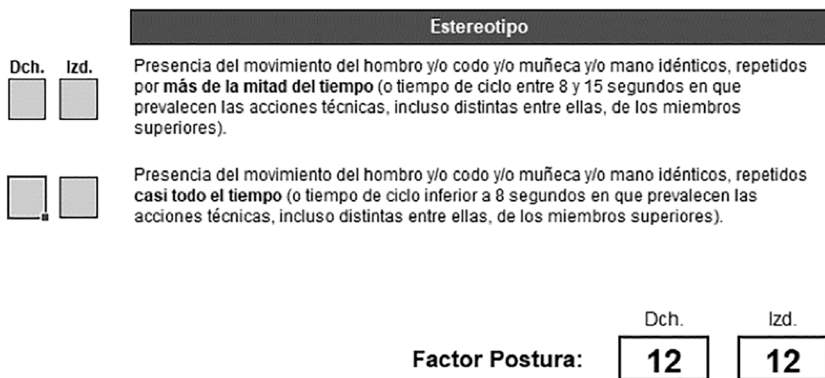 Estereotipo
Dch. Izd.
Presencia del movimiento del hombro y/o codo y/o muñeca y/o mano idénticos, repetidos
por más de la mitad del tiempo (o tiempo de ciclo entre 8 y 15 segundos en que
prevalecen las acciones técnicas, incluso distintas entre ellas, de los miembros
superiores).
Presencia del movimiento del hombro y/o codo y/o muñeca y/o mano idénticos, repetidos
casi todo el tiempo (o tiempo de ciclo inferior a 8 segundos en que prevalecen las
acciones técnicas, incluso distintas entre ellas, de los miembros superiores).
Dch. Izd.
Factor Postura: 12 12